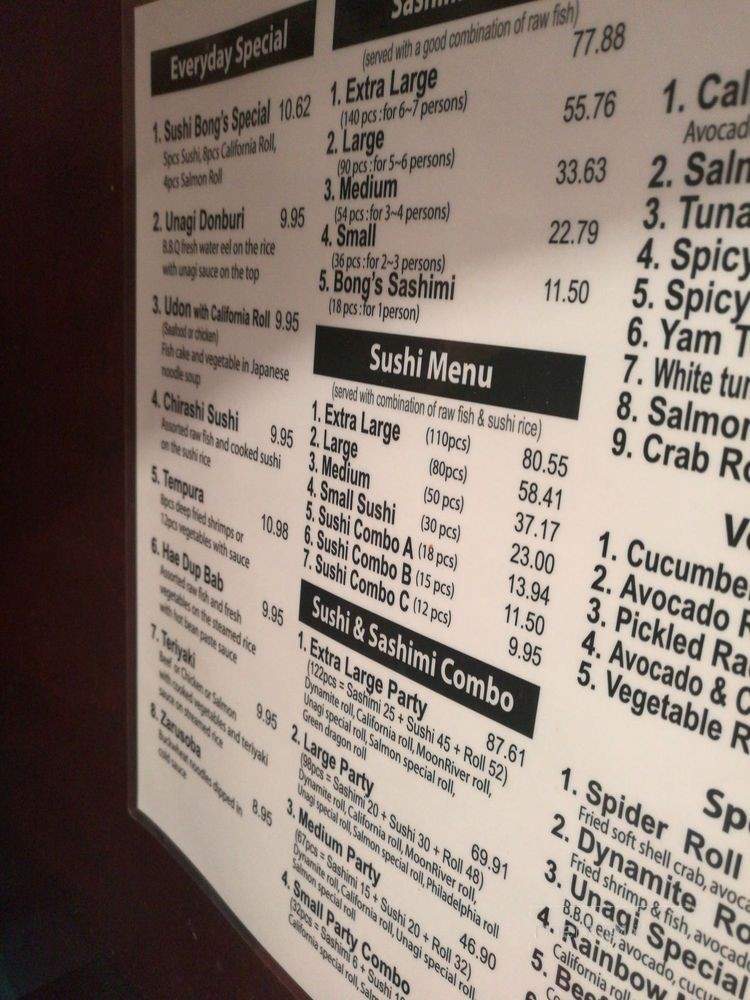 Everyday Special
1. Sushi Bong's Special 10.62
5pcs Sushi, 8pcs California Roll,
4pcs Salmon Roll
2. Unagi Donburi 9.95
B.B.Q fresh water eel on the rice
with unagi sauce on the top
3. Udon with California Roll 9.95
(Seafood or chicken)
Fish cake and vegetable in Japanese
noodle soup
4. Chirashi Sushi 9.95
Assorted raw fish and cooked sushi
on the sushi rice
5. Tempura 10.98
8pcs deep fried shrimps or
12pcs vegetables with sauce
6. Hae Dup Bab 9.95
Assorted raw fish and fresh
vegetables on the steamed rice
with hot bean paste sauce
7. Teriyaki 9.95
Beef or Chicken or Salmon
with cooked vegetables and teriyaki
sauce on steamed rice
8. Zarusoba 8.95
Buckwheat noodles dipped in
cold sauce
(served with a good combination of raw fish)
1. Extra Large 77.88
(140 pcs :for 6~7 persons)
2. Large 55.76
(90 pcs :for 5~6 persons)
3. Medium 33.63
(54 pcs :for 3~4 persons)
4. Small 22.79
(36 pcs :for 2~3 persons)
5. Bong's Sashimi 11.50
(18 pcs :for 1person)
Sushi Menu
(served with combination of raw fish & sushi rice)
1. Extra Large (110pcs) 80.55
2. Large (80pcs) 58.41
3. Medium (50 pcs) 37.17
4. Small Sushi (30 pcs) 23.00
5. Sushi Combo A (18 pcs) 13.94
6. Sushi Combo B (15 pcs) 11.50
7. Sushi Combo C (12 pcs) 9.95
Sushi & Sashimi Combo
1. Extra Large Party 87.61
(122pcs = Sashimi 25 + Sushi 45 + Roll 52)
Dynamite roll, California roll, MoonRiver roll,
Unagi special roll, Salmon special roll,
Green dragon roll
2. Large Party 69.91
(98pcs = Sashimi 20 + Sushi 30 + Roll 48)
Dynamite roll, California roll, MoonRiver roll,
Unagi special roll, Salmon special roll, Philadelphia roll
3. Medium Party 46.90
(67pcs = Sashimi 15 + Sushi 20 + Roll 32)
Dynamite roll, California roll, Unagi special roll
Salmon special roll
4. Small Party Combo
(32pcs = Sashimi 6 + Sushi
California special roll,
1. Cal
Avocad
2. Saln
3. Tuna
4. Spicy
5. Spicy
6. Yam T
7. White tun
8. Salmon
9. Crab Ro
1. Cucumbe
2. Avocado R
3. Pickled Ra
4. Avocado & C
5. Vegetable R
1. Spider Roll
Fried soft shell crab, avoca
2. Dynamite Ro
Fried shrimp & fish, avocado
3. Unagi Special
B.B.Q eel, avocado, cucu
4. Rainbow
California roll
5. Bes